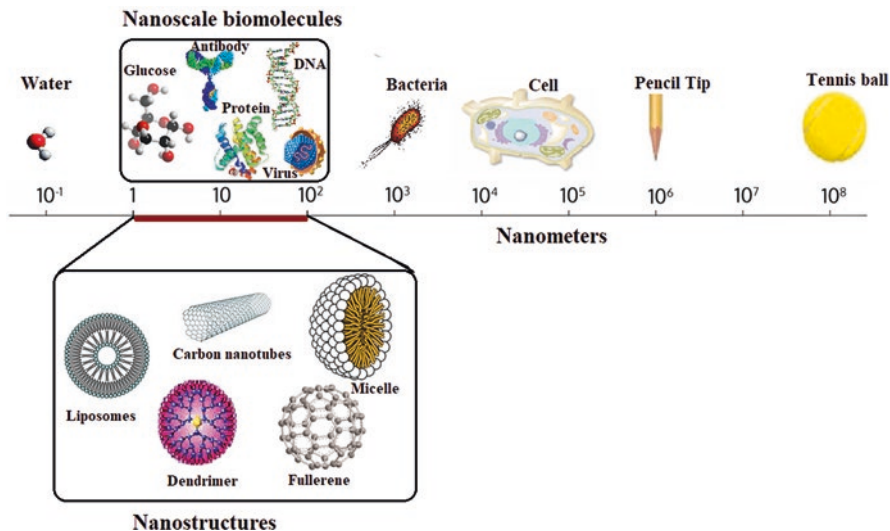 Nanoscale biomolecules
Water
Glucose
Antibody
DNA
Protein
Virus
Bacteria
Cell
Pencil Tip
Tennis ball
10⁻¹ 1 10 10² 10³ 10⁴ 10⁵ 10⁶ 10⁷ 10⁸
Nanometers
Liposomes
Carbon nanotubes
Micelle
Dendrimer
Fullerene
Nanostructures